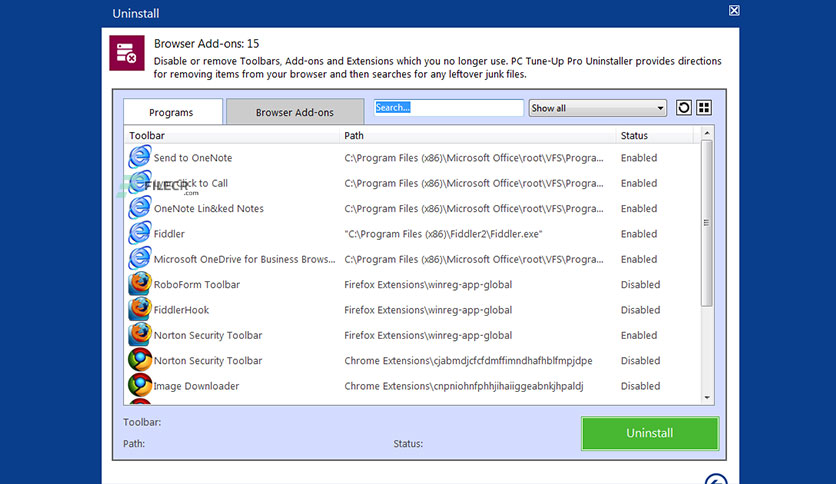 Uninstall
Browser Add-ons: 15
Disable or remove Toolbars, Add-ons and Extensions which you no longer use. PC Tune-Up Pro Uninstaller provides directions
for removing items from your browser and then searches for any leftover junk files.
Programs Browser Add-ons Search... Show all
Toolbar Path Status
Send to OneNote C:\Program Files (x86)\Microsoft Office\root\VFS\Progra... Enabled
Click to Call C:\Program Files (x86)\Microsoft Office\root\VFS\Progra... Enabled
FILECR
.com
OneNote Lin&ked Notes C:\Program Files (x86)\Microsoft Office\root\VFS\Progra... Enabled
Fiddler "C:\Program Files (x86)\Fiddler2\Fiddler.exe" Enabled
Microsoft OneDrive for Business Brows... C:\Program Files (x86)\Microsoft Office\root\VFS\Progra... Enabled
RoboForm Toolbar Firefox Extensions\winreg-app-global Disabled
FiddlerHook Firefox Extensions\winreg-app-global Disabled
Norton Security Toolbar Firefox Extensions\winreg-app-global Enabled
Norton Security Toolbar Chrome Extensions\cjabmdjcfcfdmffimndhafhblfmpjdpe Disabled
Image Downloader Chrome Extensions\cnpniohnfphhjihaiiggeabnkjhpaldj Disabled
Toolbar:
Path: Status:
Uninstall